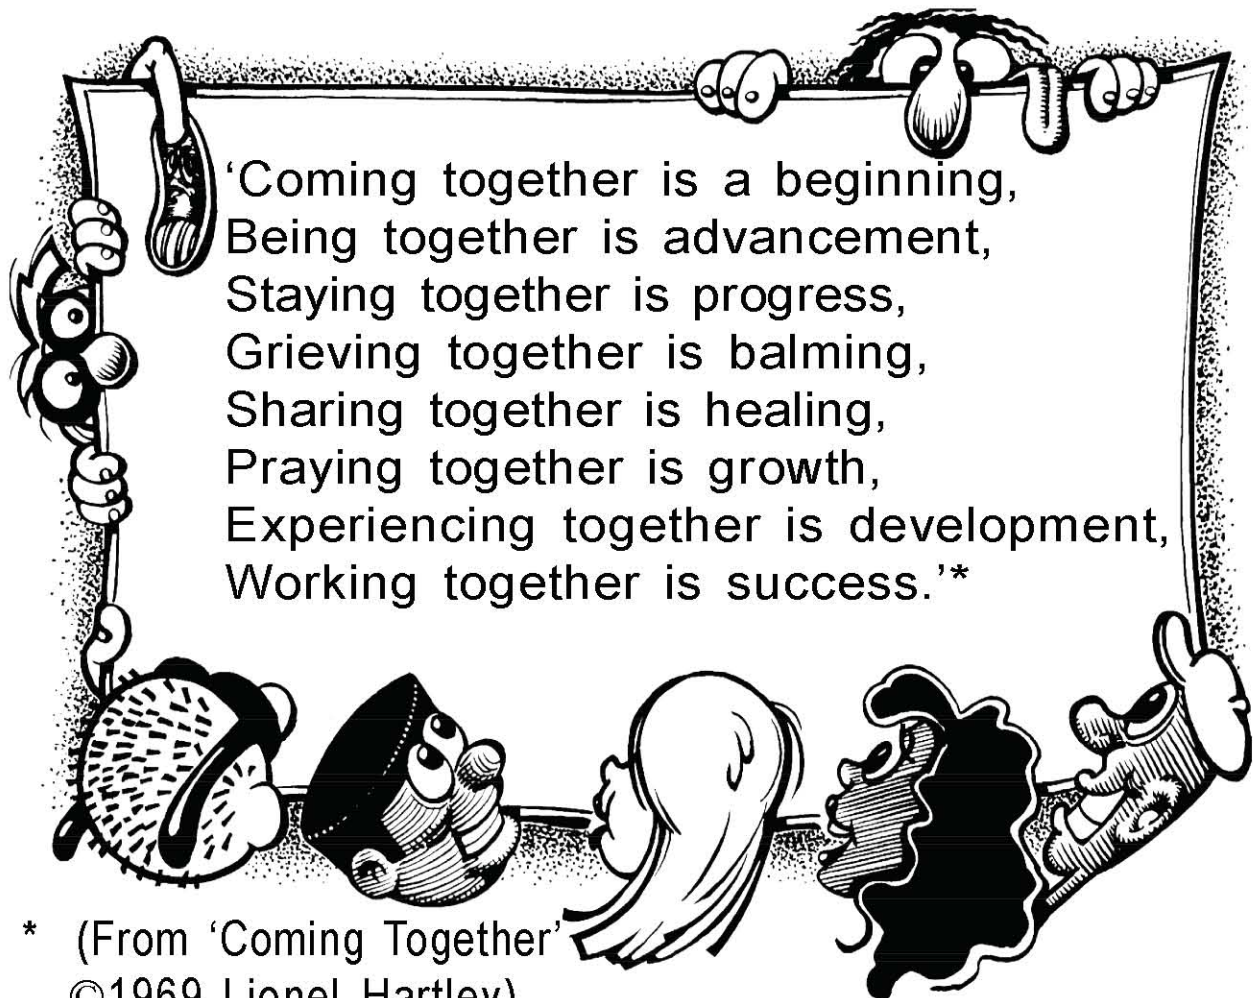 ‘Coming together is a beginning,
Being together is advancement,
Staying together is progress,
Grieving together is balming,
Sharing together is healing,
Praying together is growth,
Experiencing together is development,
Working together is success.’*
* (From ‘Coming Together’
©1969 Lionel Hartley)